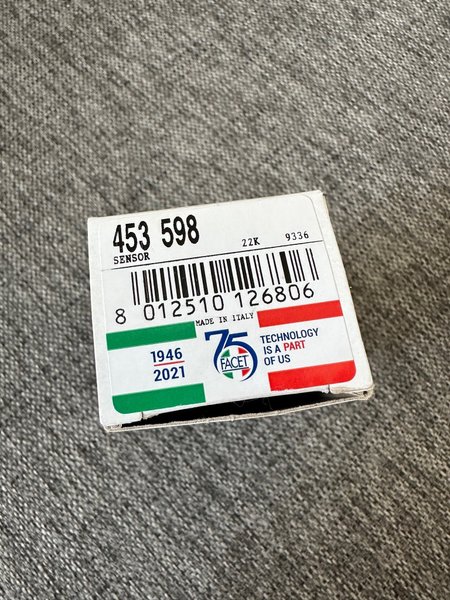 453 598
SENSOR 22K 9336
8 012510 126806
MADE IN ITALY
1946
2021
75
FACET
TECHNOLOGY
IS A PART
OF US